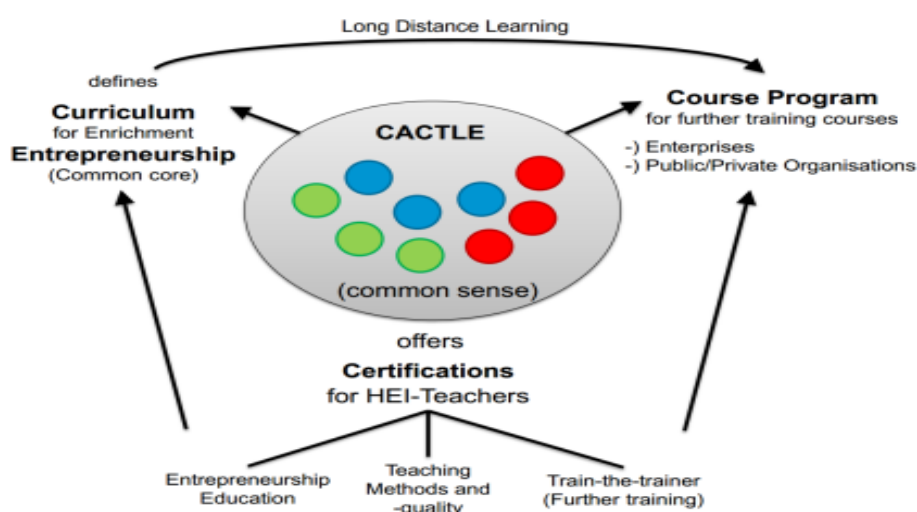 Long Distance Learning
defines
Curriculum
for Enrichment
Entrepreneurship
(Common core)
CACTLE
(common sense)
Course Program
for further training courses
-) Enterprises
-) Public/Private Organisations
offers
Certifications
for HEI-Teachers
Entrepreneurship
Education
Teaching
Methods and
-quality
Train-the-trainer
(Further training)